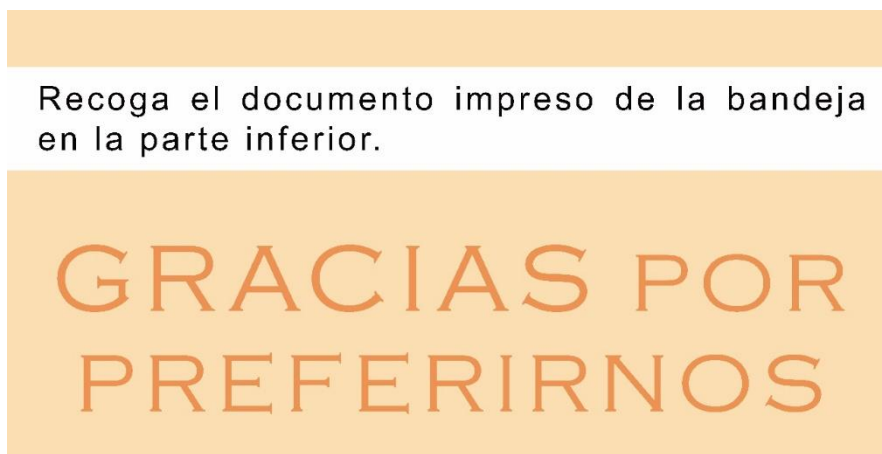 Recoga el documento impreso de la bandeja
en la parte inferior.
GRACIAS POR
PREFERIRNOS